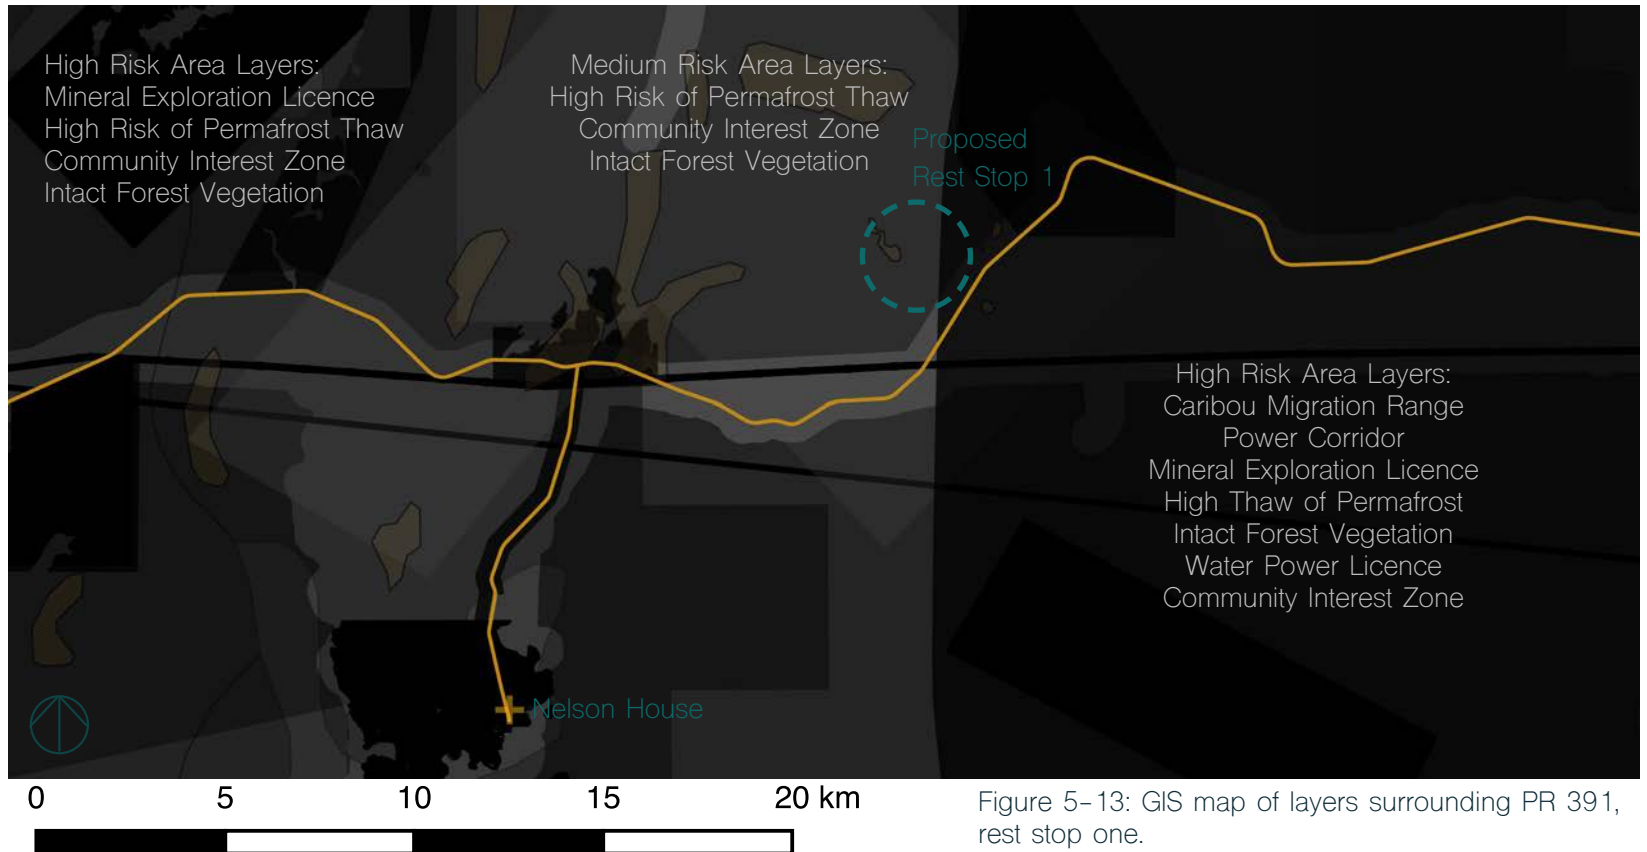 High Risk Area Layers:
Mineral Exploration Licence
High Risk of Permafrost Thaw
Community Interest Zone
Intact Forest Vegetation
Medium Risk Area Layers:
High Risk of Permafrost Thaw
Community Interest Zone
Intact Forest Vegetation
Proposed
Rest Stop 1
High Risk Area Layers:
Caribou Migration Range
Power Corridor
Mineral Exploration Licence
High Thaw of Permafrost
Intact Forest Vegetation
Water Power Licence
Community Interest Zone
Nelson House
0 5 10 15 20 km
Figure 5-13: GIS map of layers surrounding PR 391,
rest stop one.